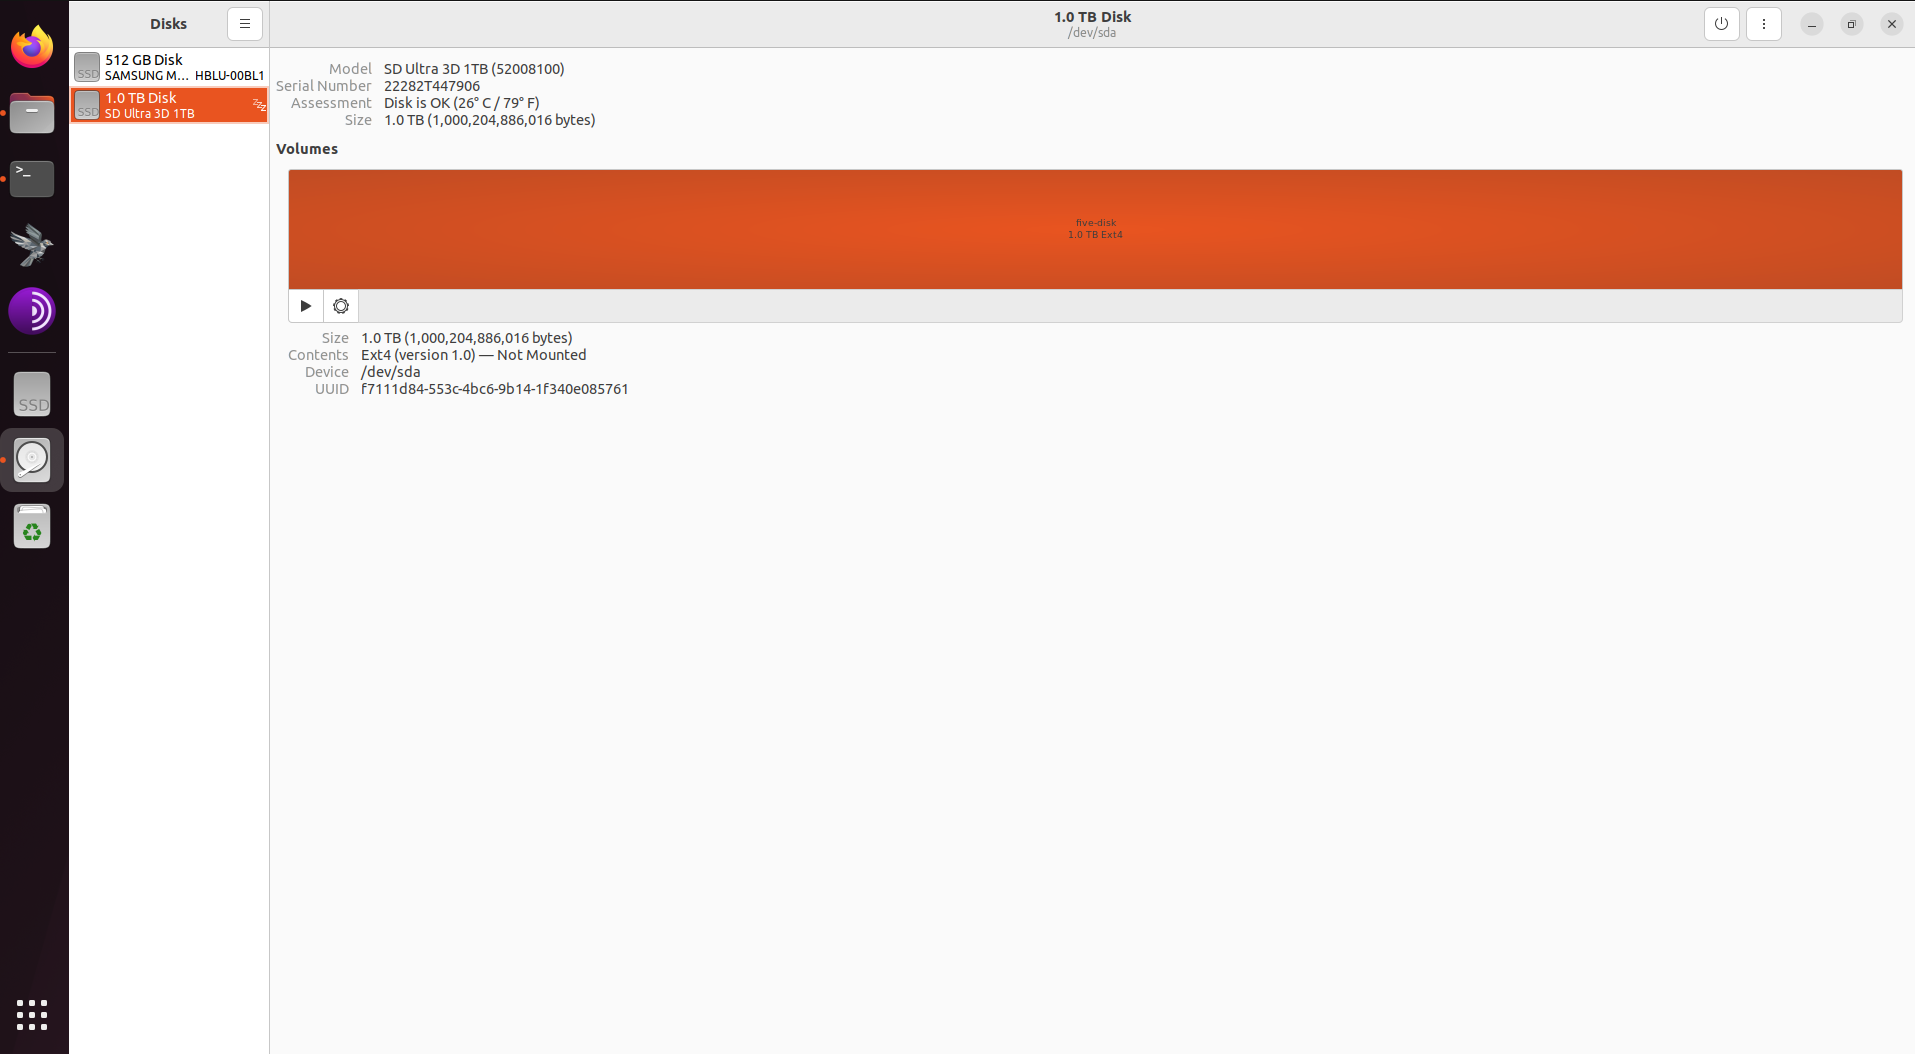 Disks
1.0 TB Disk
/dev/sda
SSD
512 GB Disk
SAMSUNG M... HBLU-00BL1
SSD
1.0 TB Disk
SD Ultra 3D 1TB
Model SD Ultra 3D 1TB (52008100)
Serial Number 22282T447906
Assessment Disk is OK (26° C / 79° F)
Size 1.0 TB (1,000,204,886,016 bytes)
Volumes
five-disk
1.0 TB Ext4
Size 1.0 TB (1,000,204,886,016 bytes)
Contents Ext4 (version 1.0) — Not Mounted
Device /dev/sda
UUID f7111d84-553c-4bc6-9b14-1f340e085761
>_
SSD